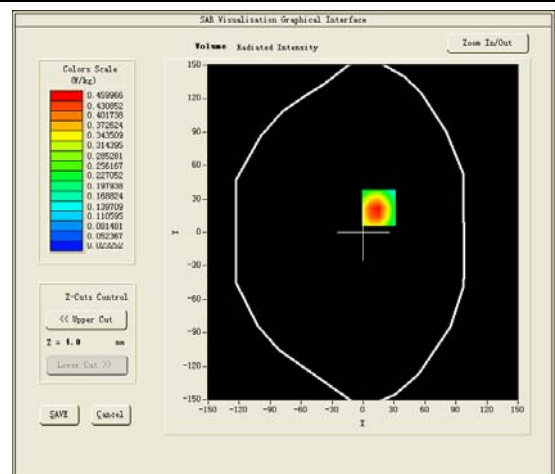 SAR Visualisation Graphical Interface
Volume Radiated Intensity
Zoom In/Out
Colors Scale
(W/kg)
0.459966
0.430852
0.401738
0.372624
0.343509
0.314395
0.285281
0.256167
0.227052
0.197938
0.168824
0.139709
0.110595
0.081481
0.052367
Z-Cuts Control
<< Upper Cut
Z = 4.0 mm
Lower Cut >>
SAVE
Cancel
150
120
90
60
30
0
-30
-60
-90
-120
-150
Y
-150 -120 -90 -60 -30 0 30 60 90 120 150
X